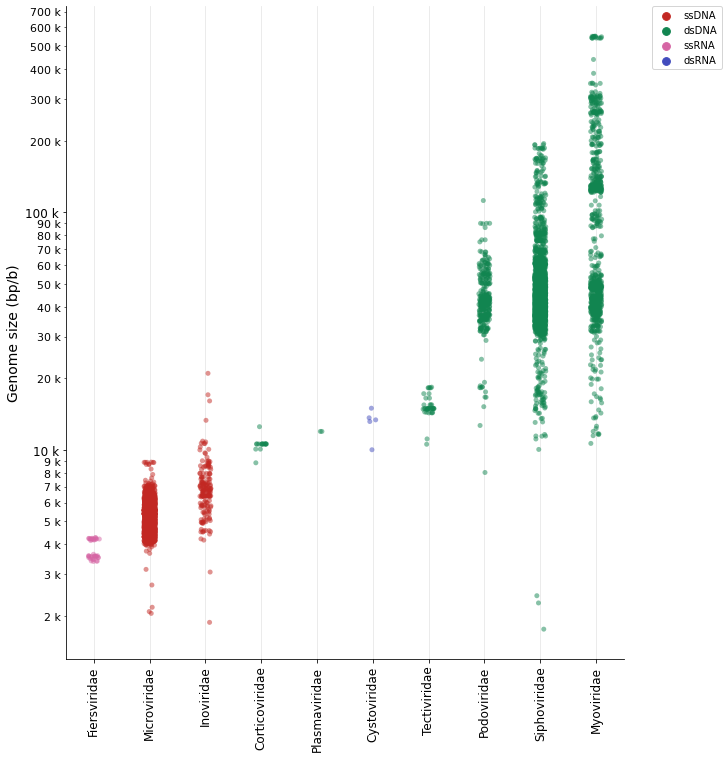 700 k
600 k
500 k
400 k
300 k
200 k
100 k
90 k
80 k
70 k
60 k
50 k
40 k
30 k
20 k
10 k
9 k
8 k
7 k
6 k
5 k
4 k
3 k
2 k
Genome size (bp/b)
Fiersviridae
Microviridae
Inoviridae
Corticoviridae
Plasmaviridae
Cystoviridae
Tectiviridae
Podoviridae
Siphoviridae
Myoviridae
ssDNA
dsDNA
ssRNA
dsRNA